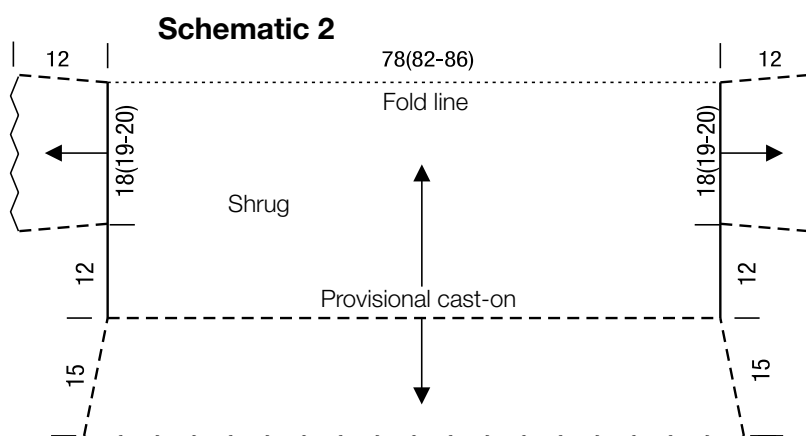 Schematic 2
12
78(82-86)
12
Fold line
18(19-20)
18(19-20)
Shrug
12
12
Provisional cast-on
15
15